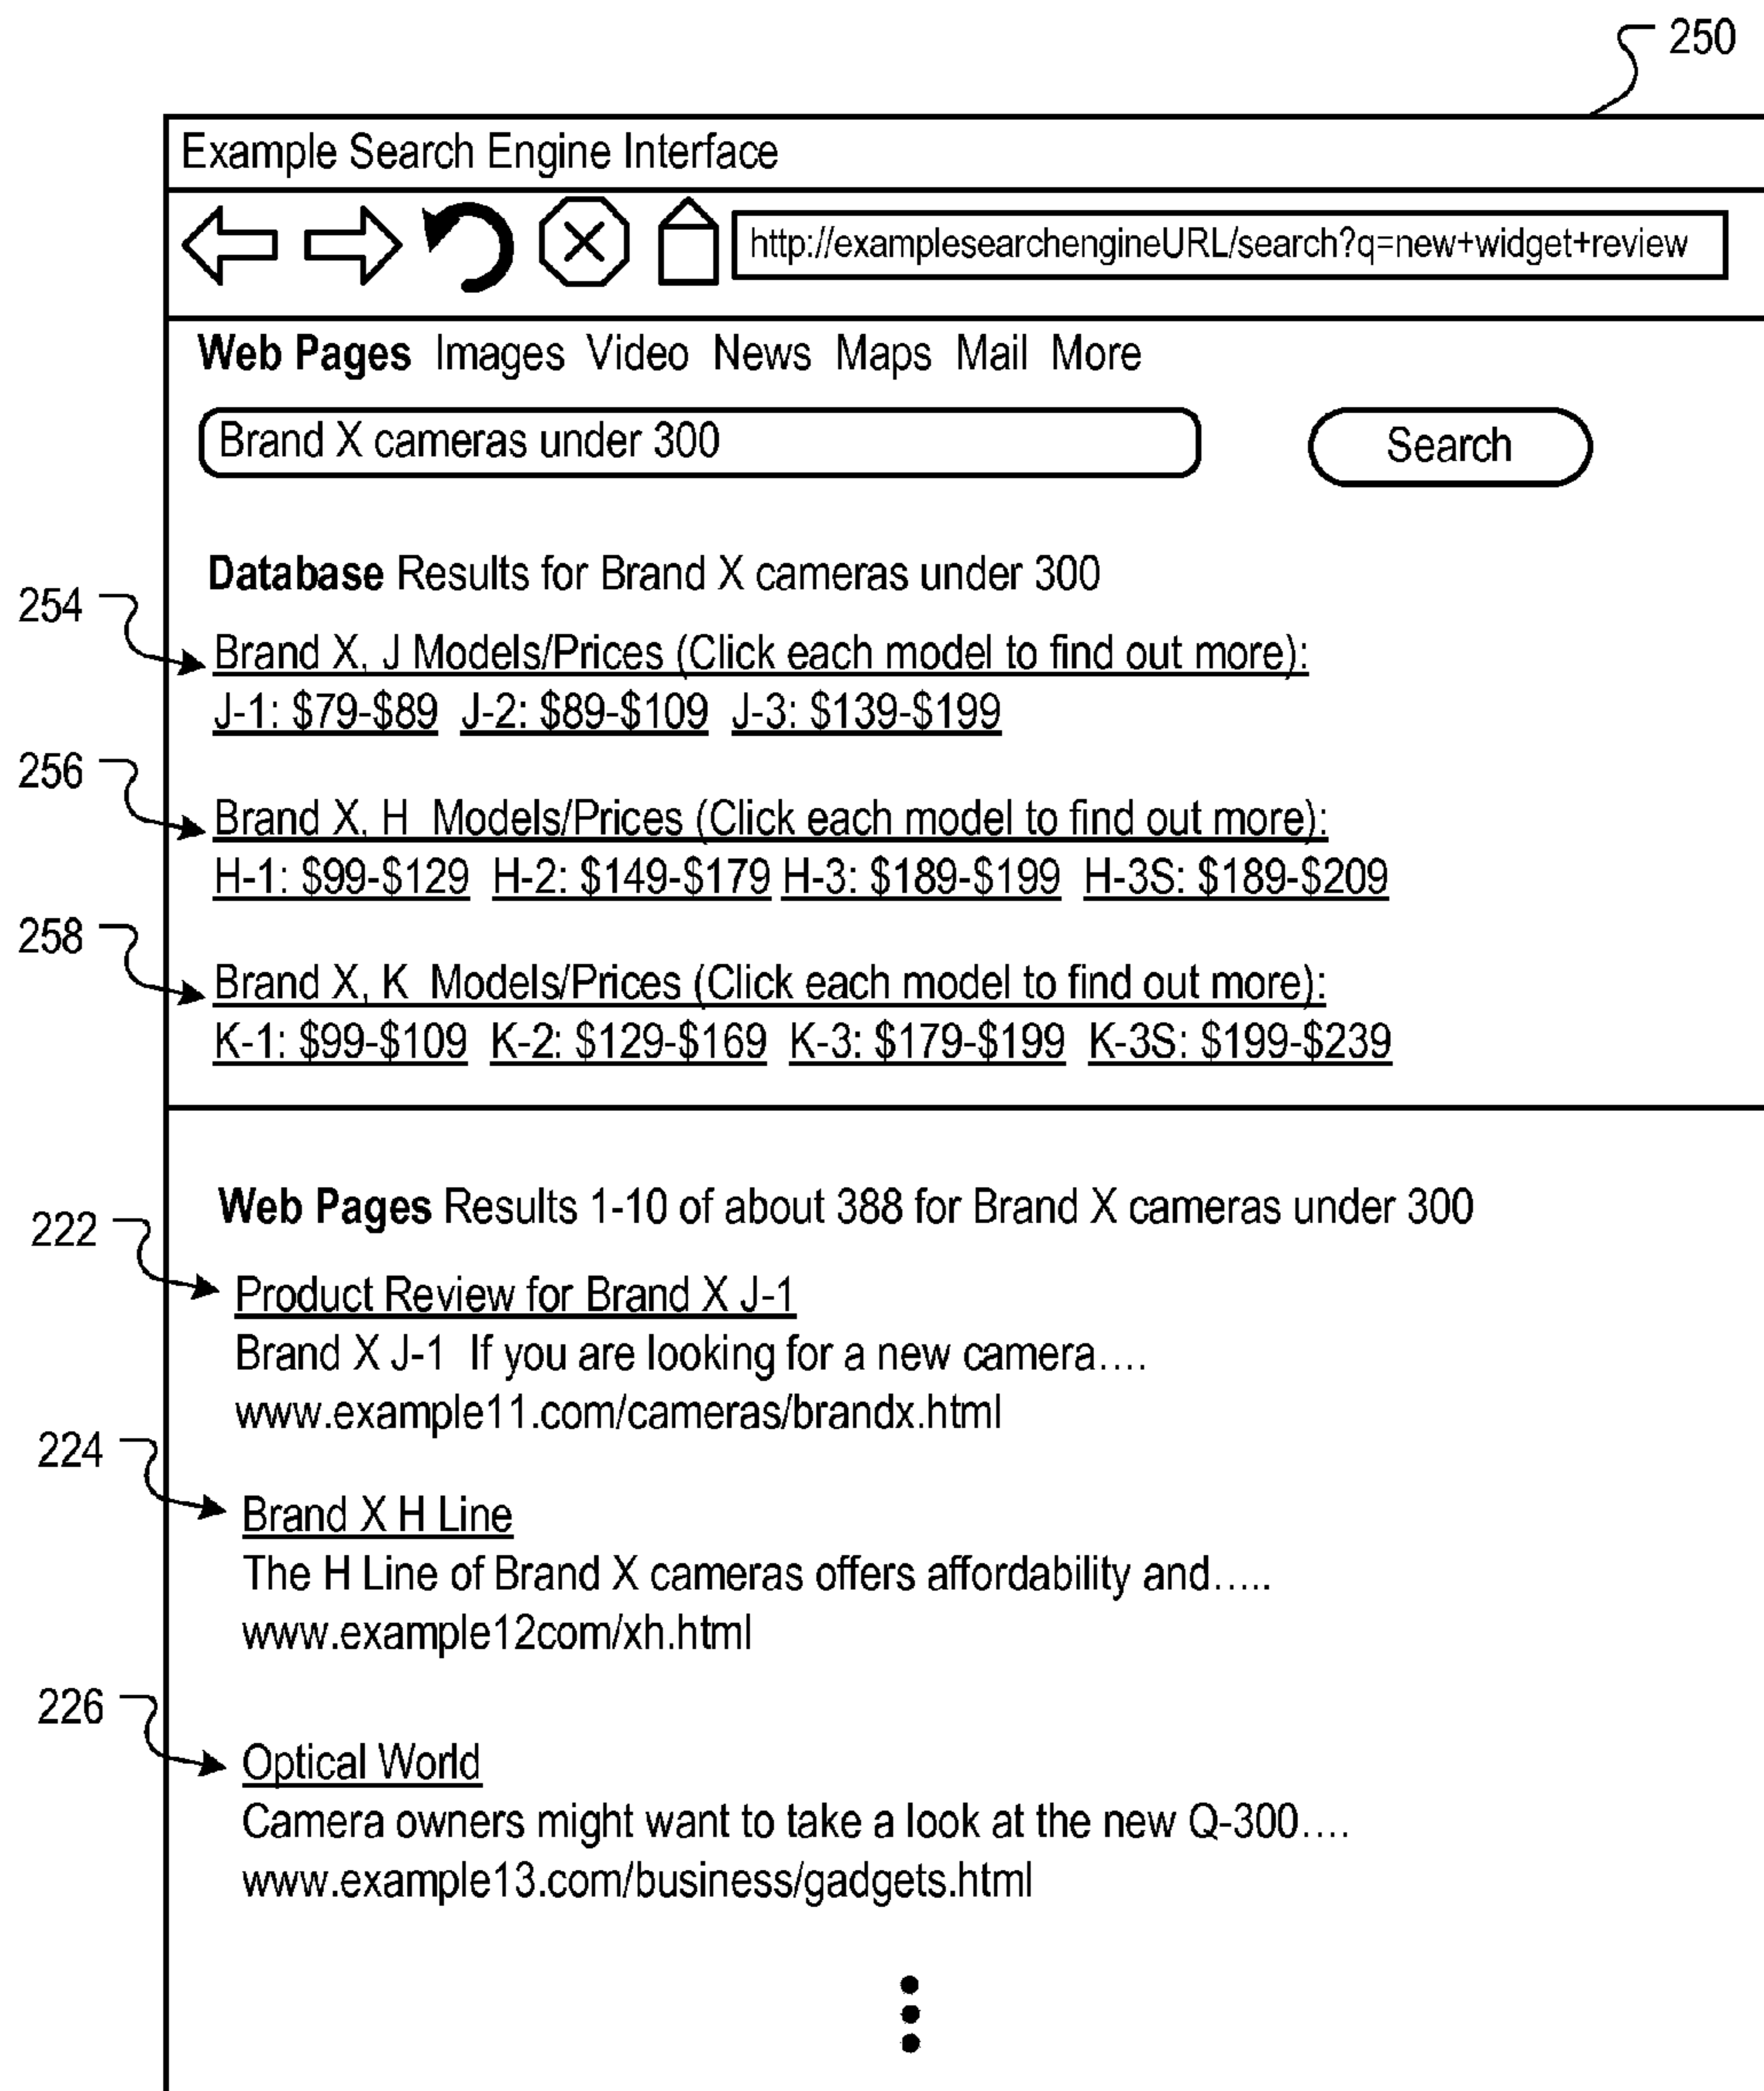 250
Example Search Engine Interface
http://examplesearchengineURL/search?q=new+widget+review
Web Pages Images Video News Maps Mail More
Brand X cameras under 300 Search
Database Results for Brand X cameras under 300
254
Brand X, J Models/Prices (Click each model to find out more):
J-1: $79-$89 J-2: $89-$109 J-3: $139-$199
256
Brand X, H Models/Prices (Click each model to find out more):
H-1: $99-$129 H-2: $149-$179 H-3: $189-$199 H-3S: $189-$209
258
Brand X, K Models/Prices (Click each model to find out more):
K-1: $99-$109 K-2: $129-$169 K-3: $179-$199 K-3S: $199-$239
Web Pages Results 1-10 of about 388 for Brand X cameras under 300
222
Product Review for Brand X J-1
Brand X J-1 If you are looking for a new camera....
www.example11.com/cameras/brandx.html
224
Brand X H Line
The H Line of Brand X cameras offers affordability and.....
www.example12com/xh.html
226
Optical World
Camera owners might want to take a look at the new Q-300....
www.example13.com/business/gadgets.html